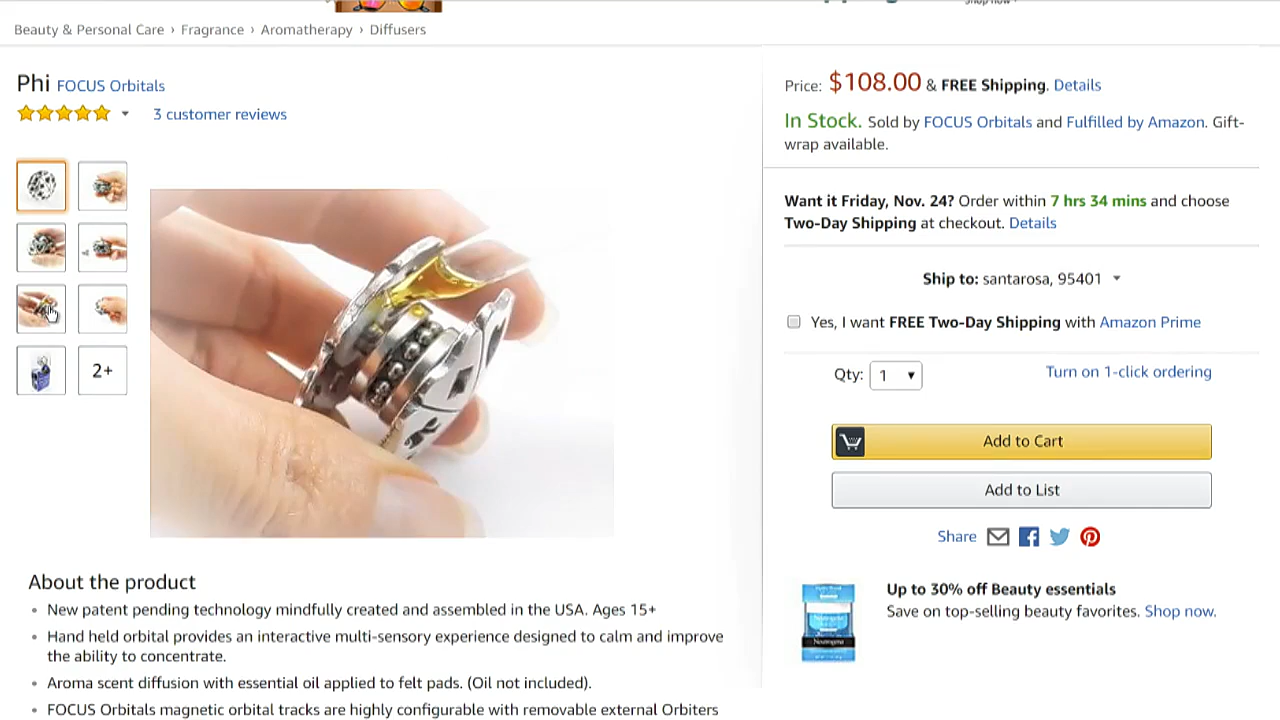 Beauty & Personal Care › Fragrance › Aromatherapy › Diffusers
Phi FOCUS Orbitals
3 customer reviews
2+
About the product
• New patent pending technology mindfully created and assembled in the USA. Ages 15+
• Hand held orbital provides an interactive multi-sensory experience designed to calm and improve
the ability to concentrate.
• Aroma scent diffusion with essential oil applied to felt pads. (Oil not included).
• FOCUS Orbitals magnetic orbital tracks are highly configurable with removable external Orbiters
Price: $108.00 & FREE Shipping. Details
In Stock. Sold by FOCUS Orbitals and Fulfilled by Amazon. Gift-
wrap available.
Want it Friday, Nov. 24? Order within 7 hrs 34 mins and choose
Two-Day Shipping at checkout. Details
Ship to: santarosa, 95401
Yes, I want FREE Two-Day Shipping with Amazon Prime
Qty: 1
Turn on 1-click ordering
Add to Cart
Add to List
Share
Up to 30% off Beauty essentials
Save on top-selling beauty favorites. Shop now.
Neutrogena